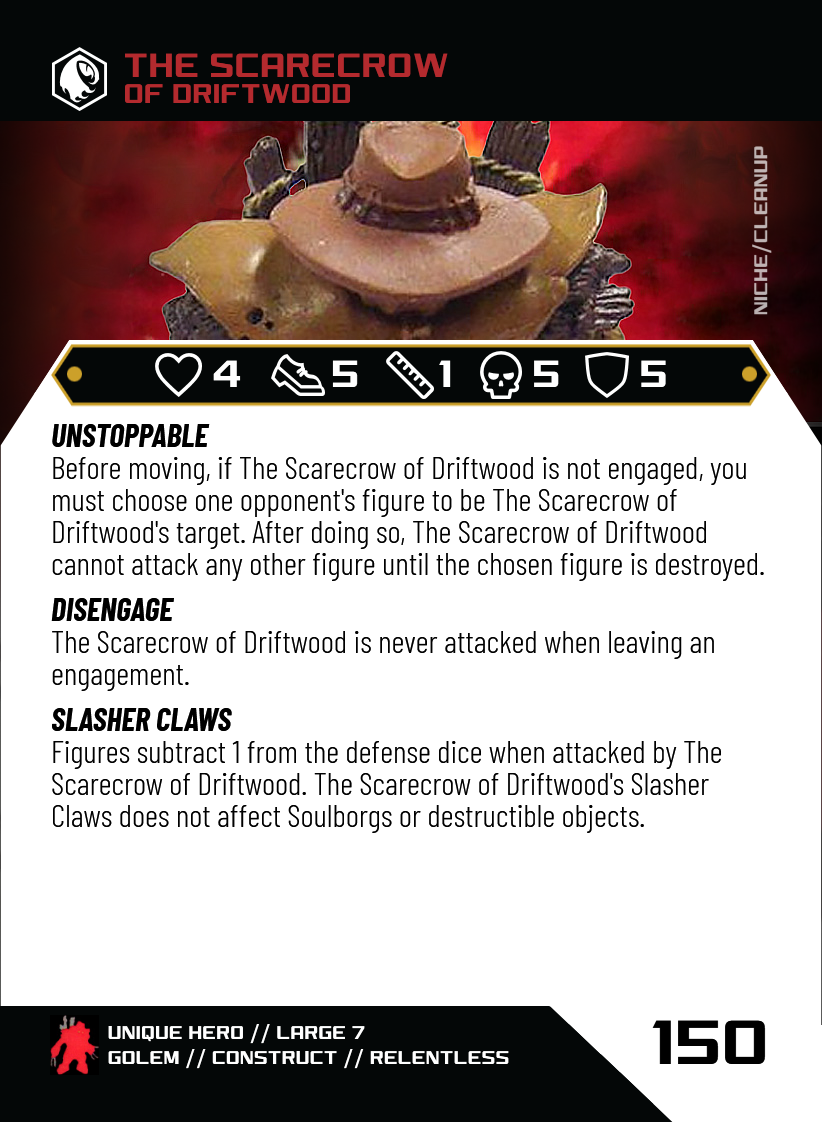 THE SCARECROW
OF DRIFTWOOD
NICHE/CLEANUP
4 5 1 5 5
UNSTOPPABLE
Before moving, if The Scarecrow of Driftwood is not engaged, you
must choose one opponent's figure to be The Scarecrow of
Driftwood's target. After doing so, The Scarecrow of Driftwood
cannot attack any other figure until the chosen figure is destroyed.
DISENGAGE
The Scarecrow of Driftwood is never attacked when leaving an
engagement.
SLASHER CLAWS
Figures subtract 1 from the defense dice when attacked by The
Scarecrow of Driftwood. The Scarecrow of Driftwood's Slasher
Claws does not affect Soulborgs or destructible objects.
UNIQUE HERO // LARGE 7
GOLEM // CONSTRUCT // RELENTLESS
150